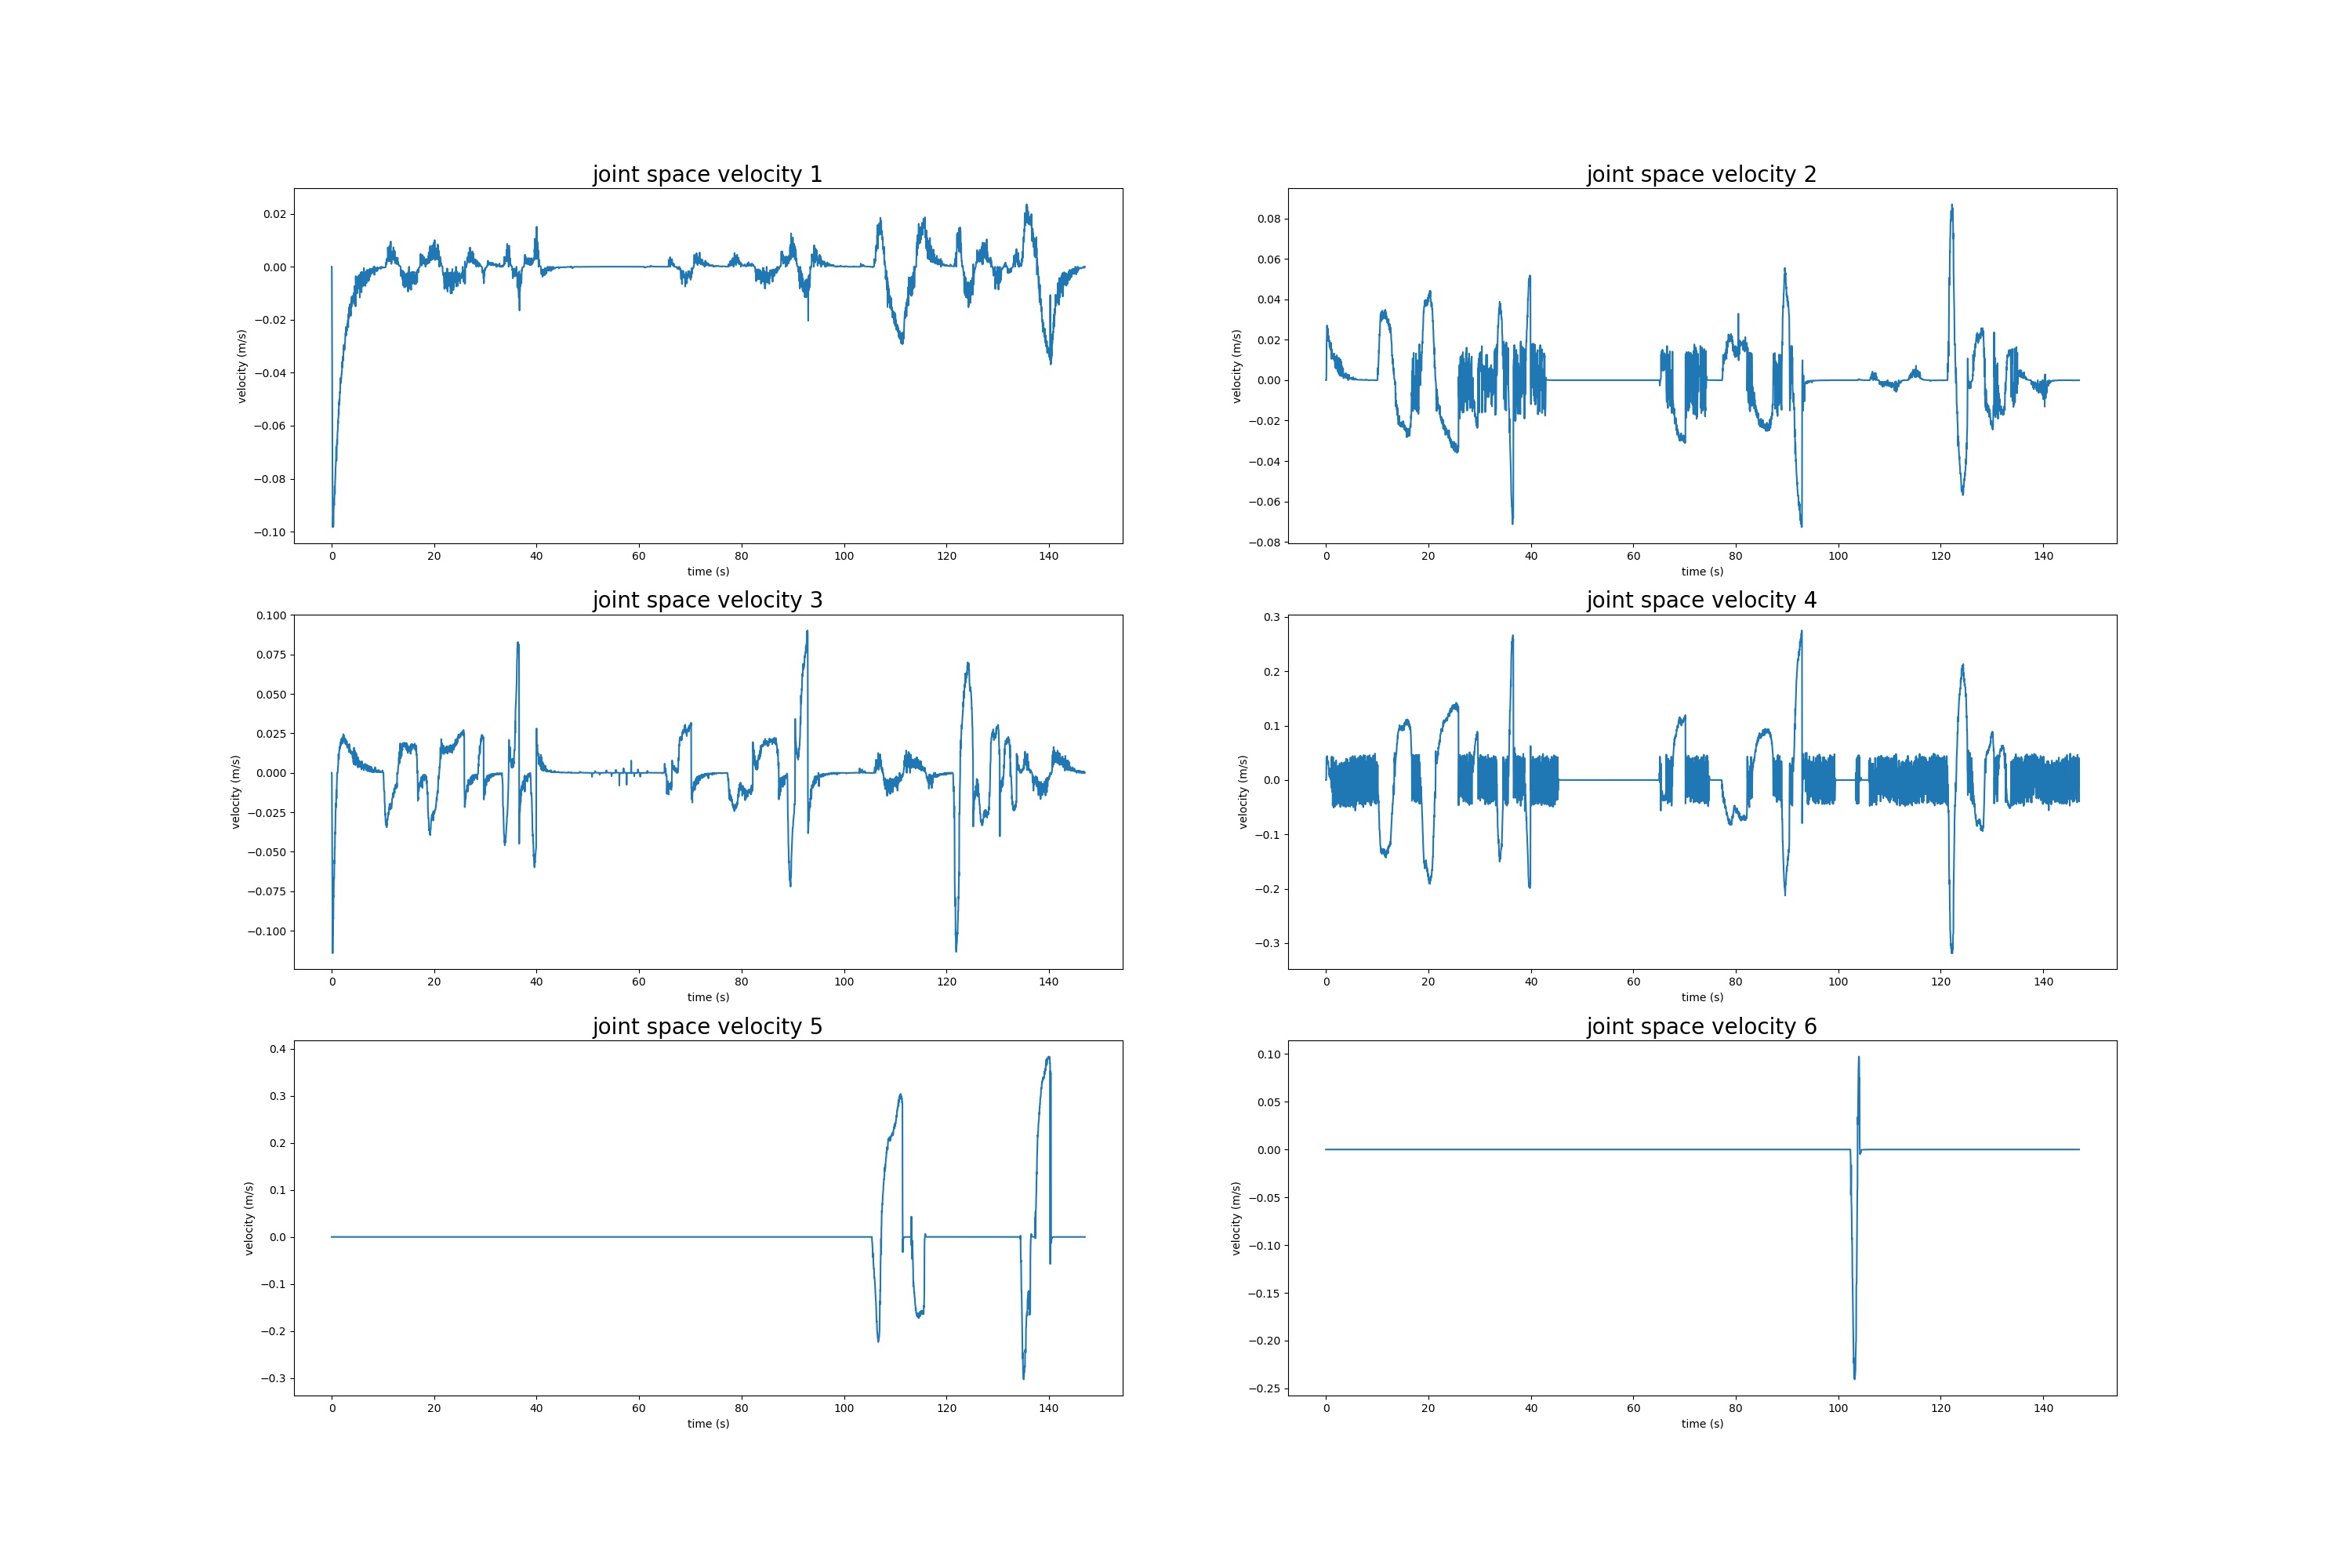 joint space velocity 1
velocity (m/s)
0.02
0.00
−0.02
−0.04
−0.06
−0.08
−0.10
0 20 40 60 80 100 120 140
time (s)
joint space velocity 2
velocity (m/s)
0.08
0.06
0.04
0.02
0.00
−0.02
−0.04
−0.06
−0.08
0 20 40 60 80 100 120 140
time (s)
joint space velocity 3
velocity (m/s)
0.100
0.075
0.050
0.025
0.000
−0.025
−0.050
−0.075
−0.100
0 20 40 60 80 100 120 140
time (s)
joint space velocity 4
velocity (m/s)
0.3
0.2
0.1
0.0
−0.1
−0.2
−0.3
0 20 40 60 80 100 120 140
time (s)
joint space velocity 5
velocity (m/s)
0.4
0.3
0.2
0.1
0.0
−0.1
−0.2
−0.3
0 20 40 60 80 100 120 140
time (s)
joint space velocity 6
velocity (m/s)
0.10
0.05
0.00
−0.05
−0.10
−0.15
−0.20
−0.25
0 20 40 60 80 100 120 140
time (s)